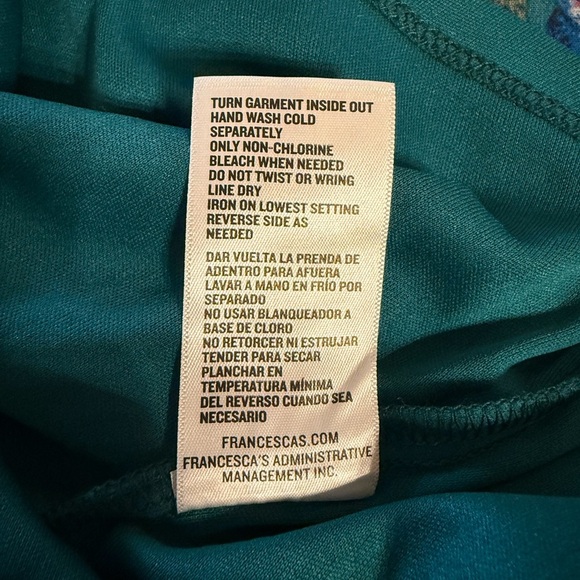 TURN GARMENT INSIDE OUT
HAND WASH COLD
SEPARATELY
ONLY NON-CHLORINE
BLEACH WHEN NEEDED
DO NOT TWIST OR WRING
LINE DRY
IRON ON LOWEST SETTING
REVERSE SIDE AS
NEEDED
DAR VUELTA LA PRENDA DE
ADENTRO PARA AFUERA
LAVAR A MANO EN FRÍO POR
SEPARADO
NO USAR BLANQUEADOR A
BASE DE CLORO
NO RETORCER NI ESTRUJAR
TENDER PARA SECAR
PLANCHAR EN
TEMPERATURA MÍNIMA
DEL REVERSO CUANDO SEA
NECESARIO
FRANCESCAS.COM
FRANCESCA'S ADMINISTRATIVE
MANAGEMENT INC.